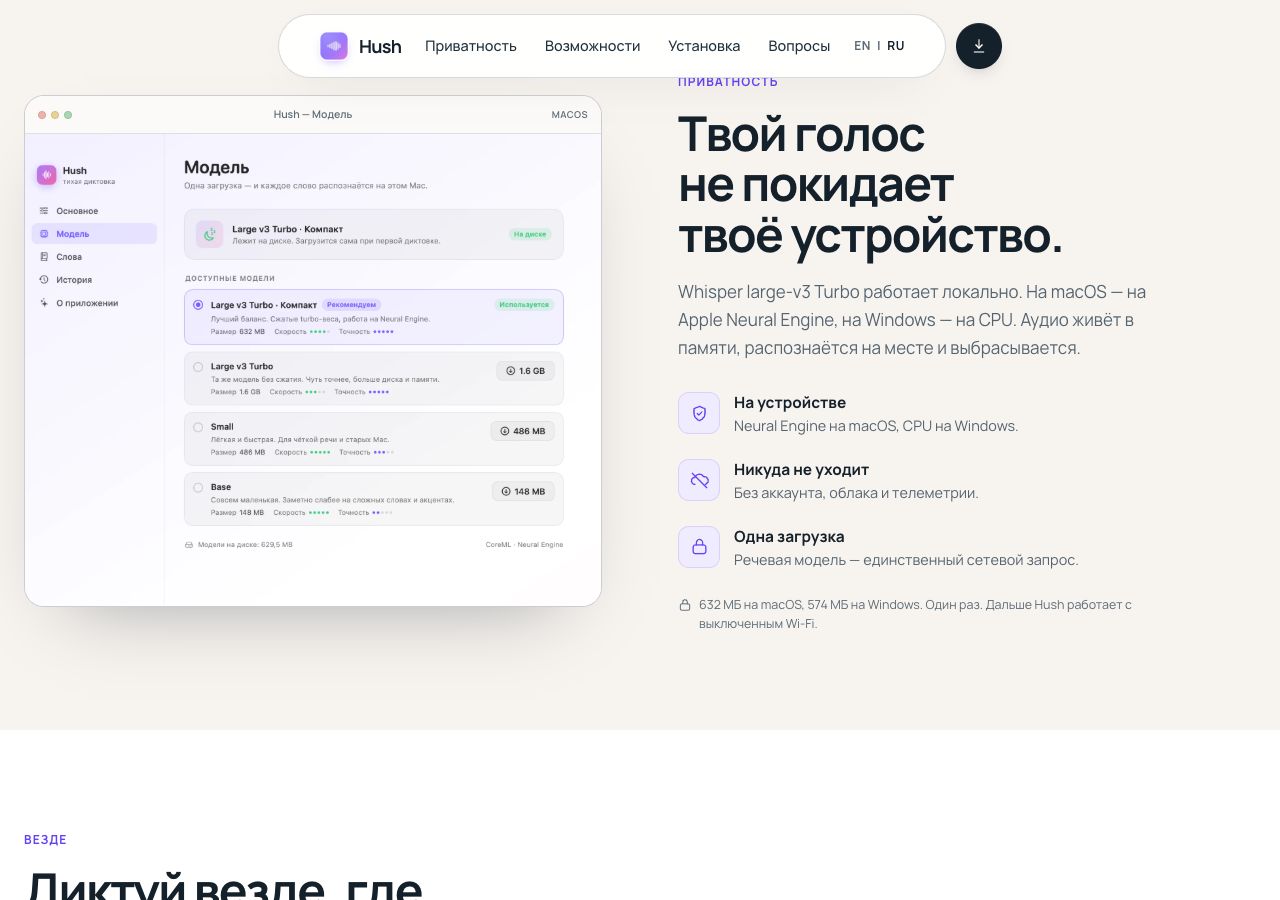 Hush
Приватность
Возможности
Установка
Вопросы
EN | RU
Hush — Модель
MACOS
Hush
тихая диктовка
Основное
Модель
Слова
История
О приложении
Модель
Одна загрузка — и каждое слово распознаётся на этом Mac.
Large v3 Turbo · Компакт
Лежит на диске. Загрузится сама при первой диктовке.
На диске
ДОСТУПНЫЕ МОДЕЛИ
Large v3 Turbo · Компакт Рекомендуем
Используется
Лучший баланс. Сжатые turbo-веса, работа на Neural Engine.
Размер 632 MB Скорость Точность
Large v3 Turbo
1.6 GB
Та же модель без сжатия. Чуть точнее, больше диска и памяти.
Размер 1.6 GB Скорость Точность
Small
486 MB
Лёгкая и быстрая. Для чёткой речи и старых Mac.
Размер 486 MB Скорость Точность
Base
148 MB
Совсем маленькая. Заметно слабее на сложных словах и акцентах.
Размер 148 MB Скорость Точность
Модели на диске: 629,5 MB
CoreML · Neural Engine
ПРИВАТНОСТЬ
Твой голос
не покидает
твоё устройство.
Whisper large-v3 Turbo работает локально. На macOS — на
Apple Neural Engine, на Windows — на CPU. Аудио живёт в
памяти, распознаётся на месте и выбрасывается.
На устройстве
Neural Engine на macOS, CPU на Windows.
Никуда не уходит
Без аккаунта, облака и телеметрии.
Одна загрузка
Речевая модель — единственный сетевой запрос.
632 МБ на macOS, 574 МБ на Windows. Один раз. Дальше Hush работает с
выключенным Wi-Fi.
ВЕЗДЕ
Диктуй везде, где